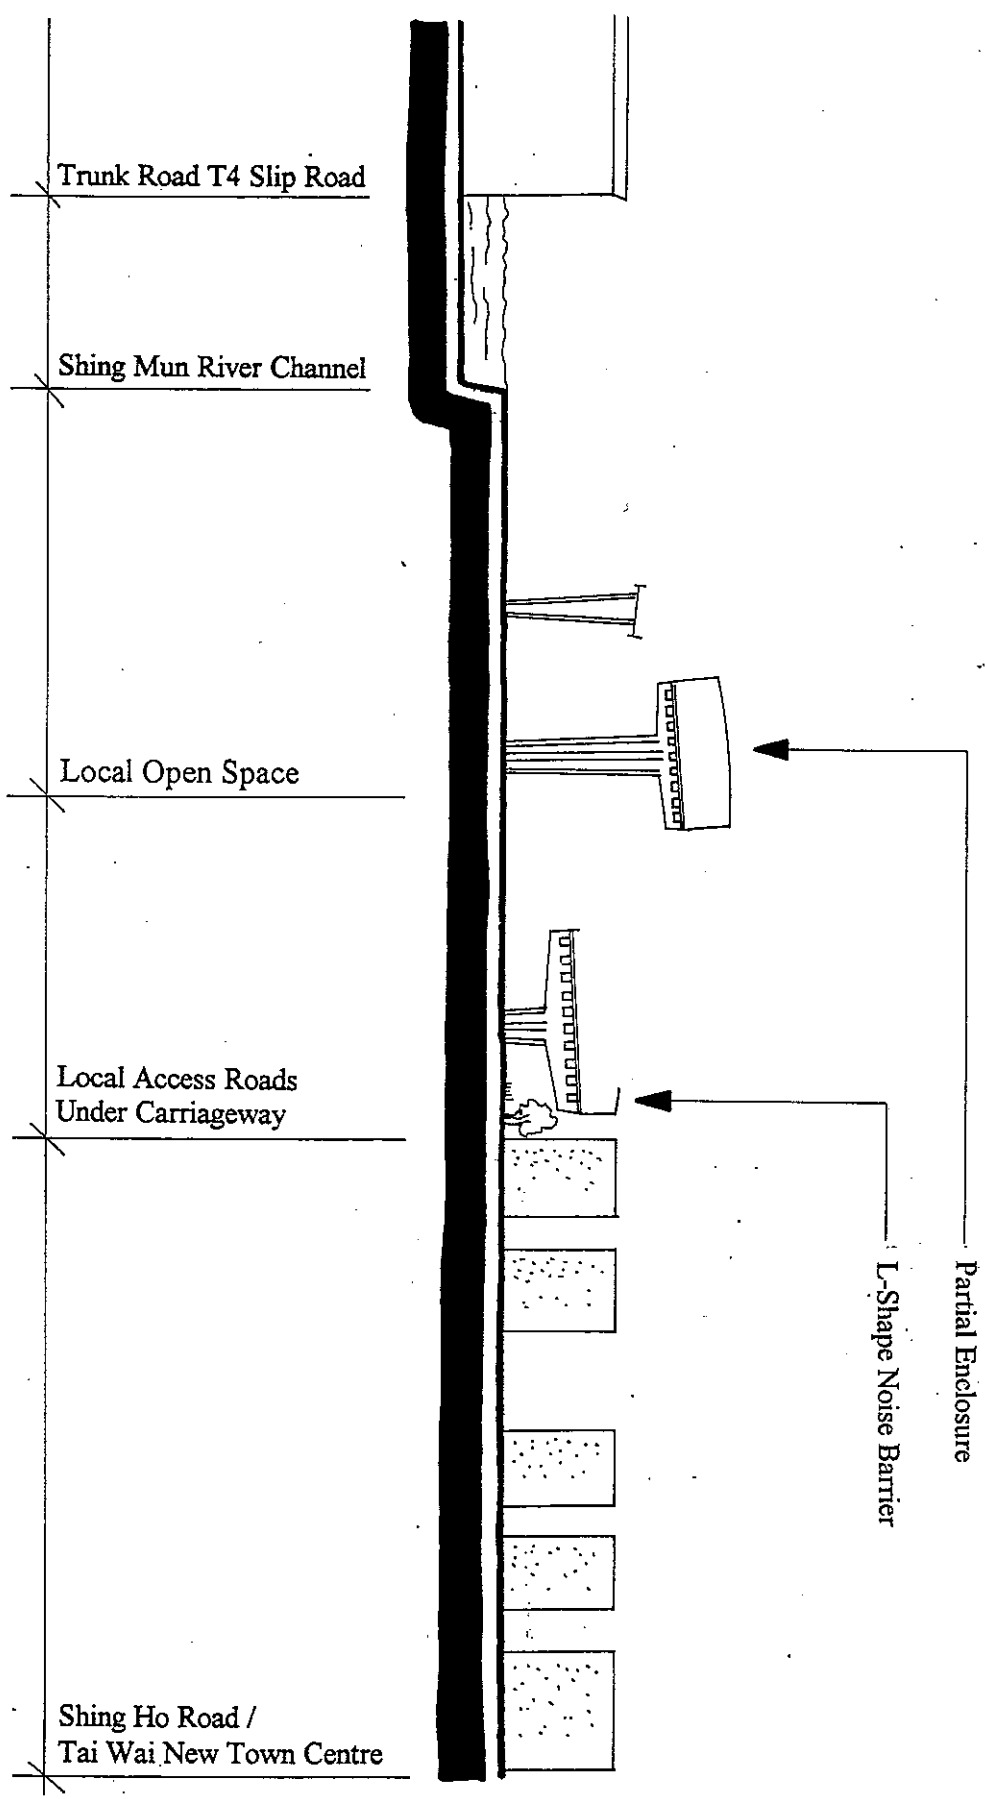 Trunk Road T4 Slip Road
Shing Mun River Channel
Local Open Space
Local Access Roads
Under Carriageway
Shing Ho Road /
Tai Wai New Town Centre
Partial Enclosure
L-Shape Noise Barrier